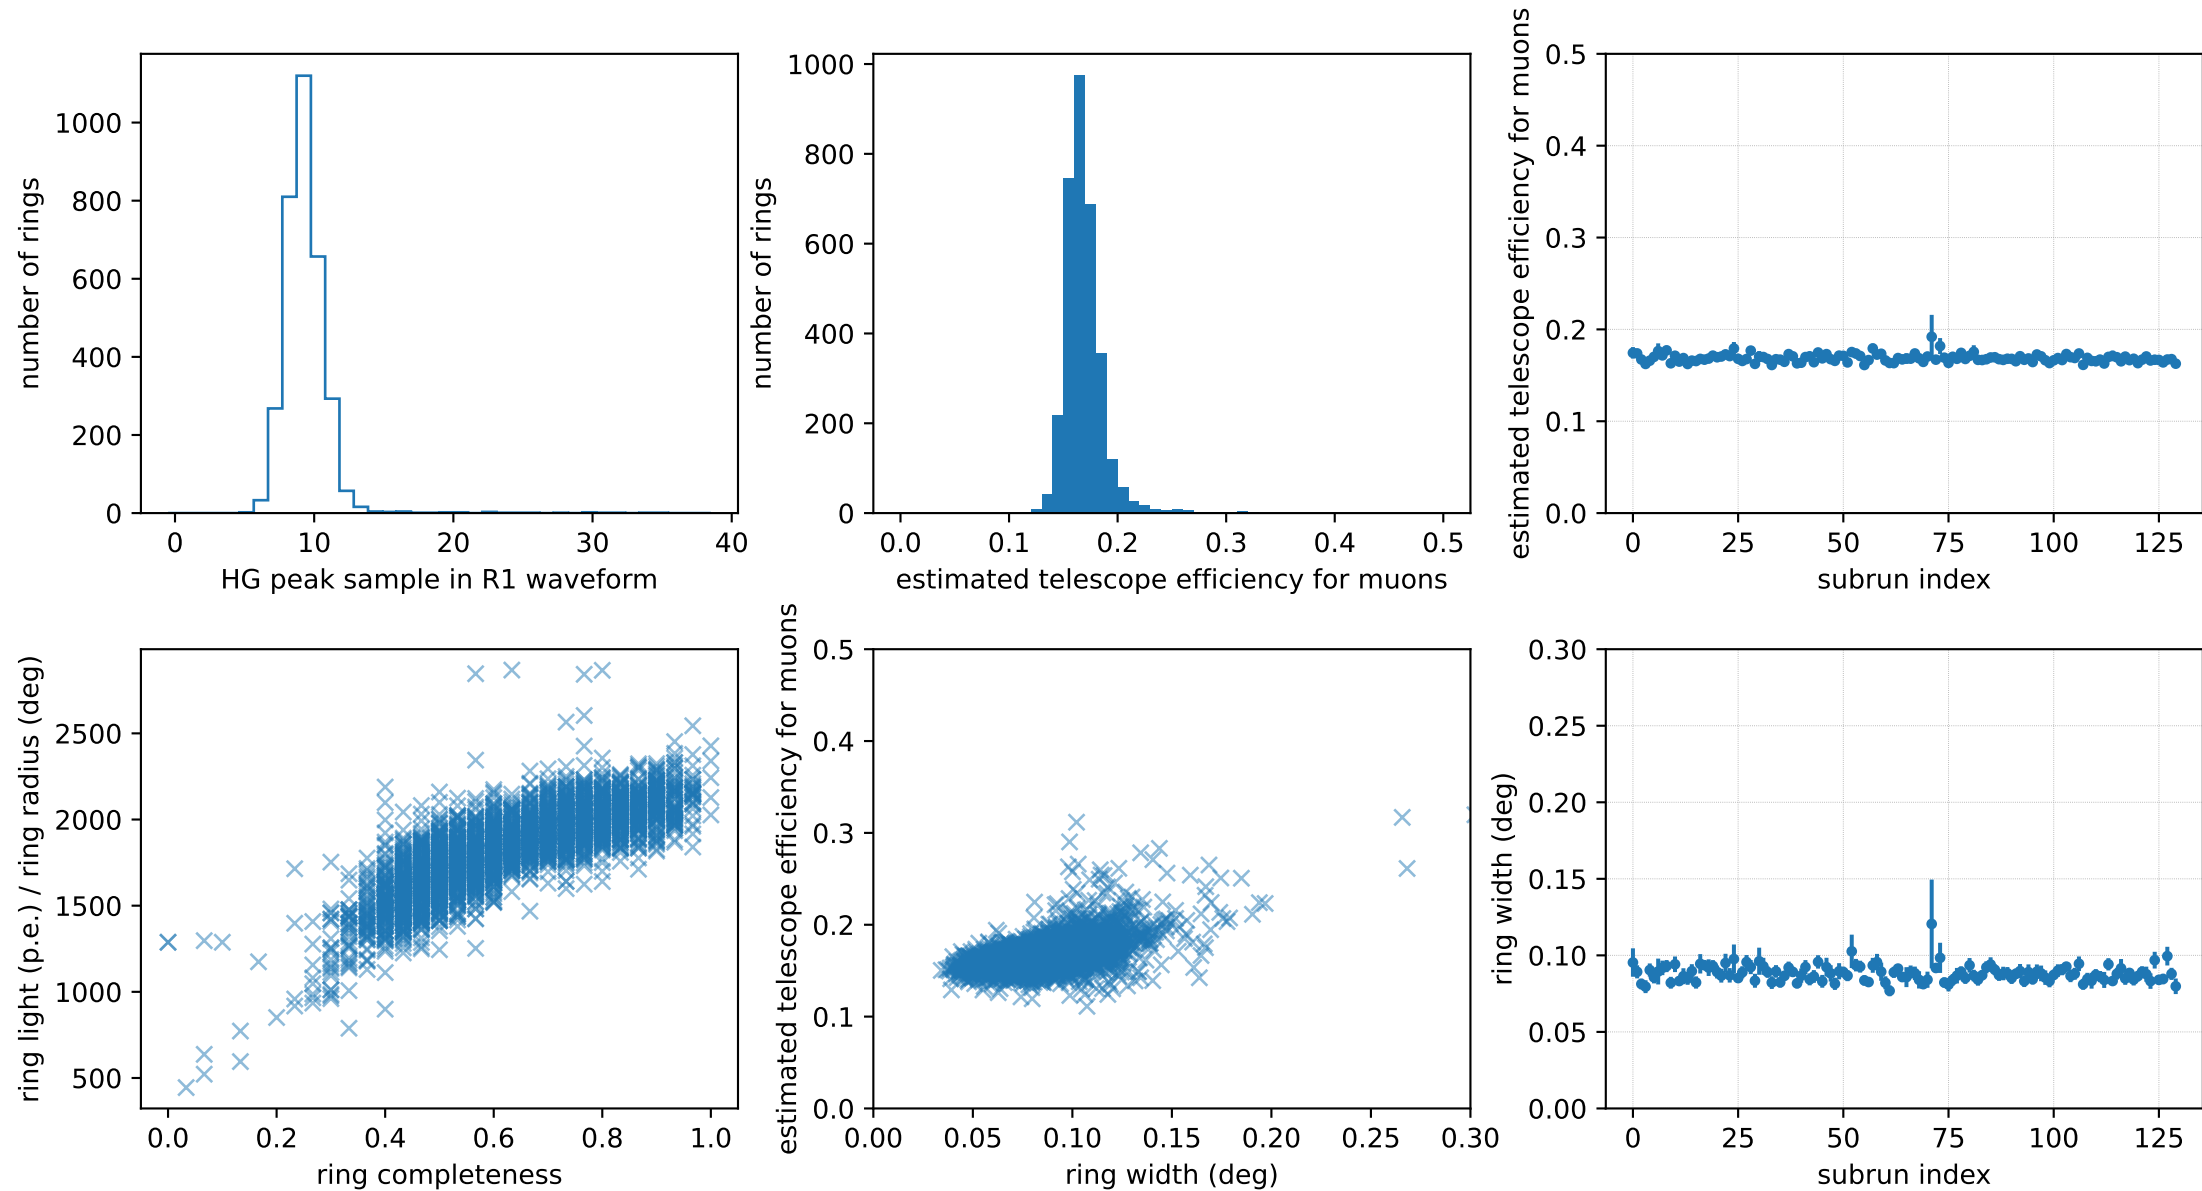 number of rings
1000
800
600
400
200
0
0 10 20 30 40
HG peak sample in R1 waveform
number of rings
1000
800
600
400
200
0
0.0 0.1 0.2 0.3 0.4 0.5
estimated telescope efficiency for muons
estimated telescope efficiency for muons
0.5
0.4
0.3
0.2
0.1
0.0
0 25 50 75 100 125
subrun index
ring light (p.e.) / ring radius (deg)
2500
2000
1500
1000
500
0.0 0.2 0.4 0.6 0.8 1.0
ring completeness
estimated telescope efficiency for muons
0.5
0.4
0.3
0.2
0.1
0.0
0.00 0.05 0.10 0.15 0.20 0.25 0.30
ring width (deg)
ring width (deg)
0.30
0.25
0.20
0.15
0.10
0.05
0.00
0 25 50 75 100 125
subrun index